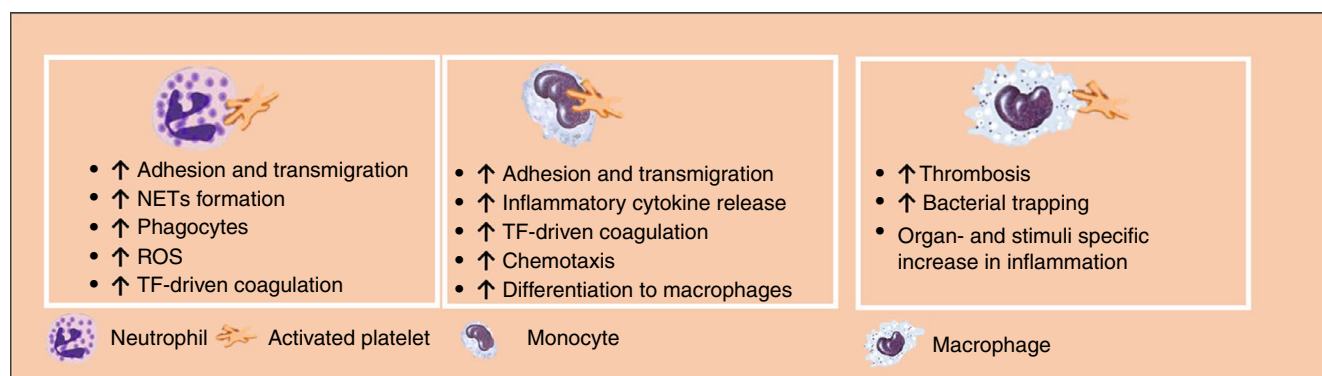 • ↑ Adhesion and transmigration
• ↑ NETs formation
• ↑ Phagocytes
• ↑ ROS
• ↑ TF-driven coagulation
• ↑ Adhesion and transmigration
• ↑ Inflammatory cytokine release
• ↑ TF-driven coagulation
• ↑ Chemotaxis
• ↑ Differentiation to macrophages
• ↑ Thrombosis
• ↑ Bacterial trapping
• Organ- and stimuli specific
increase in inflammation
Neutrophil Activated platelet Monocyte Macrophage